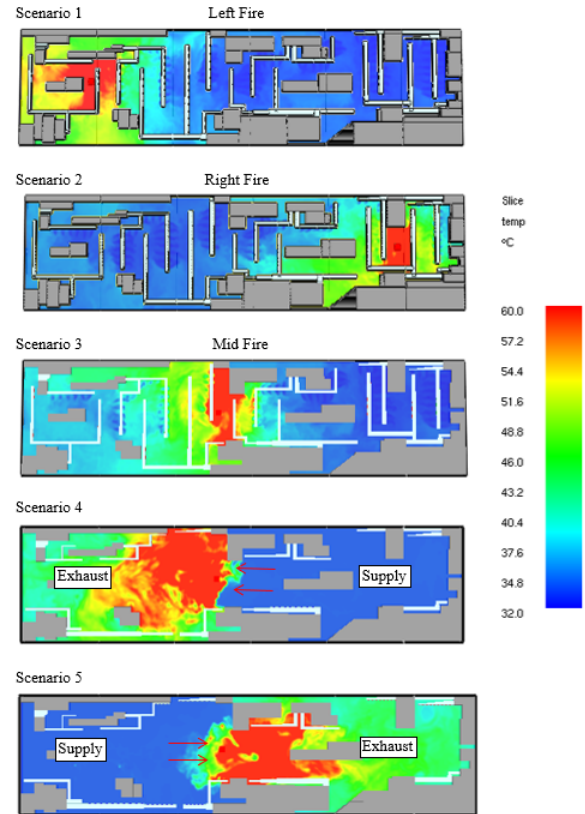 Scenario 1 Left Fire
Scenario 2 Right Fire
Slice
temp
ºC
Scenario 3 Mid Fire
60.0
57.2
54.4
51.6
48.8
46.0
43.2
40.4
37.6
34.8
32.0
Scenario 4
Exhaust Supply
Scenario 5
Supply Exhaust